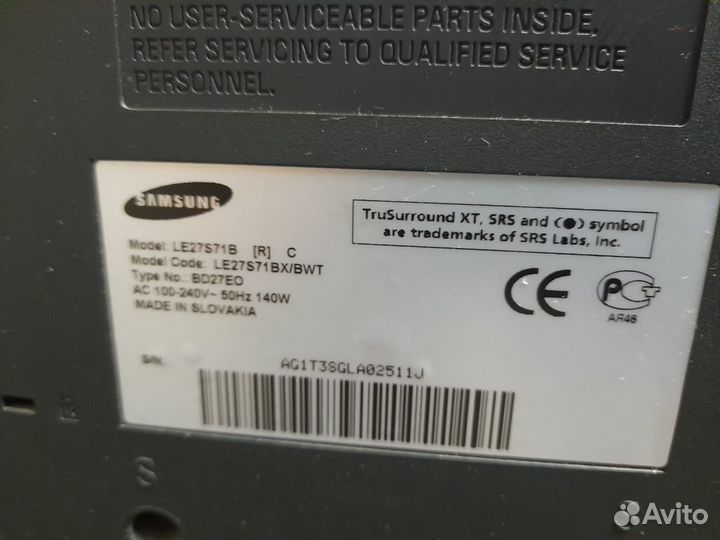 NO USER-SERVICEABLE PARTS INSIDE.
REFER SERVICING TO QUALIFIED SERVICE
PERSONNEL.
SAMSUNG
TruSurround XT, SRS and (●) symbol
are trademarks of SRS Labs, Inc.
Model: LE27S71B [R] C
Model Code: LE27S71BX/BWT
Type No.: BD27EO
AC 100-240V~ 50Hz 140W
MADE IN SLOVAKIA
CE
РСТ
АЯ46
S/N:
AG1T3SGLA02511J
S
Avito